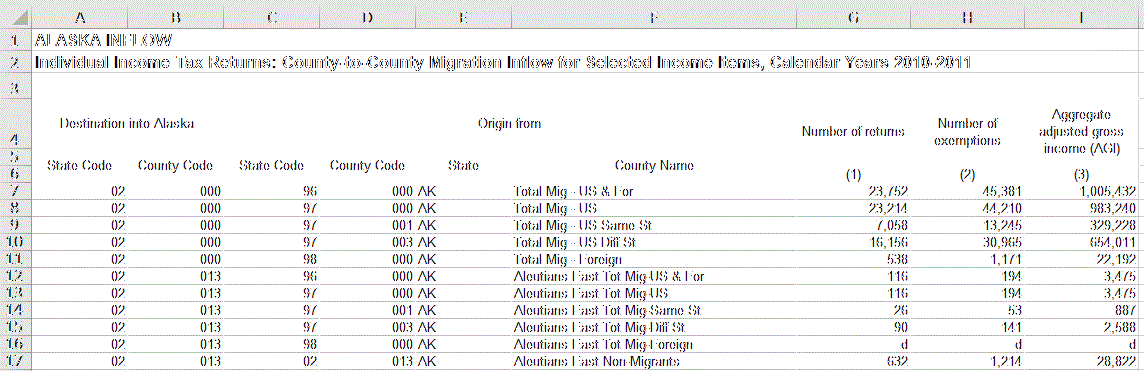 A B C D E F G H I
1 ALASKA INFLOW
2 Individual Income Tax Returns: County-to-County Migration Inflow for Selected Income Items, Calendar Years 2010-2011
3
4 Destination into Alaska Origin from Number of returns Number of exemptions Aggregate adjusted gross income (AGI)
5 State Code County Code State Code County Code State County Name
6 (1) (2) (3)
7 02 000 96 000 AK Total Mig - US & For 23,752 45,381 1,005,432
8 02 000 97 000 AK Total Mig - US 23,214 44,210 983,240
9 02 000 97 001 AK Total Mig - US Same St 7,058 13,245 329,228
10 02 000 97 003 AK Total Mig - US Diff St 16,156 30,965 654,011
11 02 000 98 000 AK Total Mig - Foreign 538 1,171 22,192
12 02 013 96 000 AK Aleutians East Tot Mig-US & For 116 194 3,475
13 02 013 97 000 AK Aleutians East Tot Mig-US 116 194 3,475
14 02 013 97 001 AK Aleutians East Tot Mig-Same St 26 53 887
15 02 013 97 003 AK Aleutians East Tot Mig-Diff St 90 141 2,588
16 02 013 98 000 AK Aleutians East Tot Mig-Foreign d d d
17 02 013 02 013 AK Aleutians East Non-Migrants 632 1,214 28,822